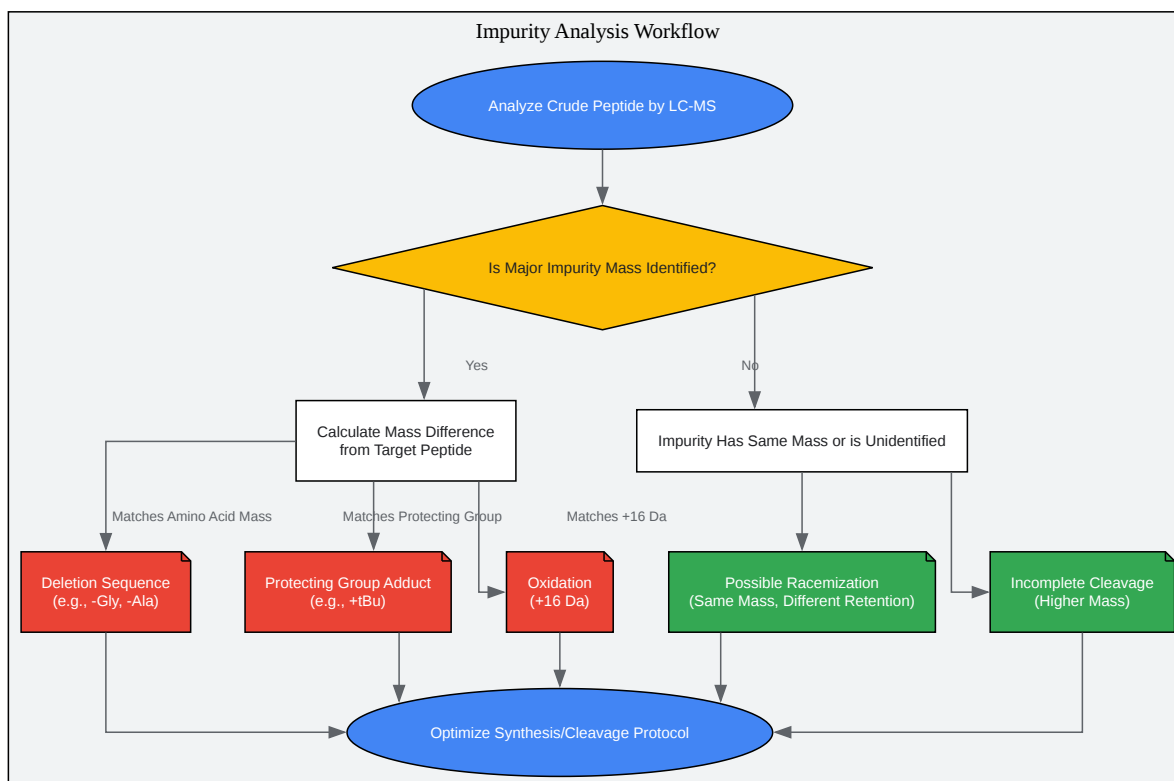 Impurity Analysis Workflow
Analyze Crude Peptide by LC-MS
Is Major Impurity Mass Identified?
Yes
No
Calculate Mass Difference
from Target Peptide
Impurity Has Same Mass or is Unidentified
Matches Amino Acid Mass
Matches Protecting Group
Matches +16 Da
Deletion Sequence
(e.g., -Gly, -Ala)
Protecting Group Adduct
(e.g., +tBu)
Oxidation
(+16 Da)
Possible Racemization
(Same Mass, Different Retention)
Incomplete Cleavage
(Higher Mass)
Optimize Synthesis/Cleavage Protocol